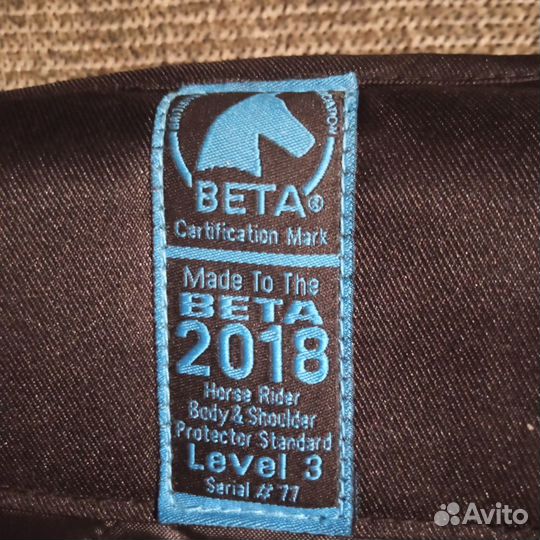 BETA®
Certification Mark
Made To The
BETA
2018
Horse Rider
Body & Shoulder
Protector Standard
Level 3
Serial # 77
Avito